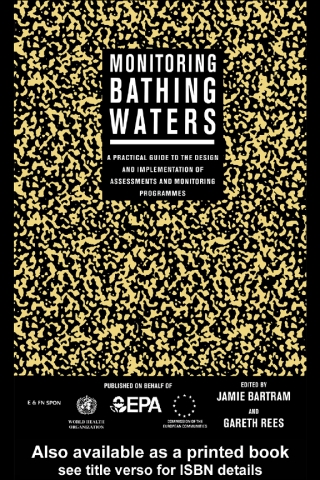 MONITORING
BATHING
WATERS
A PRACTICAL GUIDE TO THE DESIGN
AND IMPLEMENTATION OF
ASSESSMENTS AND MONITORING
PROGRAMMES
PUBLISHED ON BEHALF OF
E & FN SPON
WORLD HEALTH
ORGANIZATION
EPA
COMMISSION OF THE
EUROPEAN COMMUNITIES
EDITED BY
JAMIE BARTRAM
AND
GARETH REES
Also available as a printed book
see title verso for ISBN details